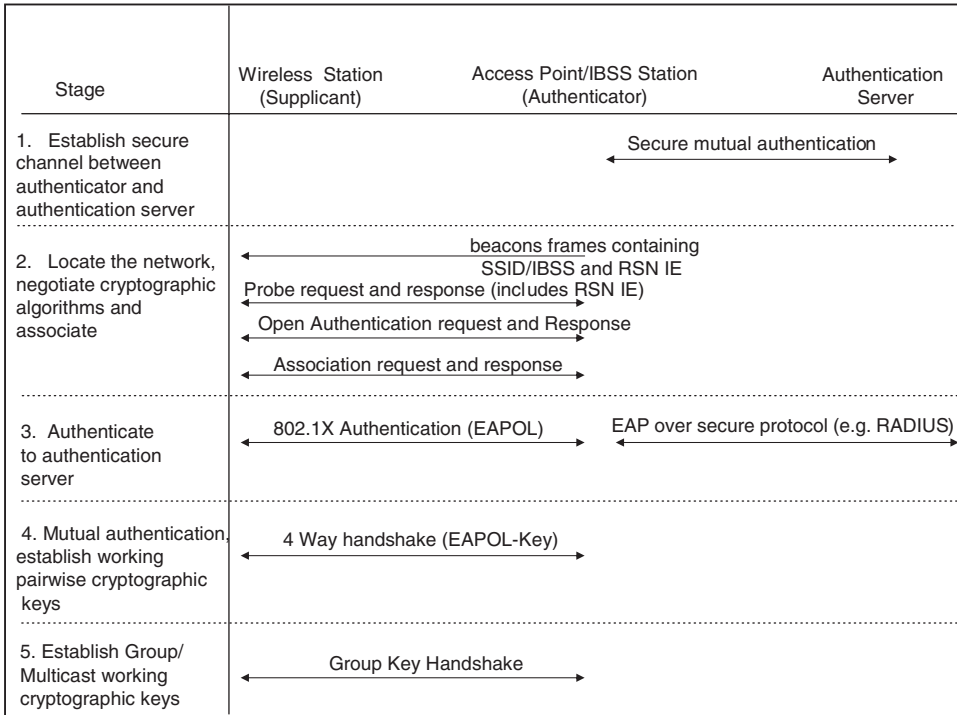 Stage
Wireless Station
(Supplicant)
Access Point/IBSS Station
(Authenticator)
Authentication
Server
1. Establish secure
channel between
authenticator and
authentication server
Secure mutual authentication
2. Locate the network,
negotiate cryptographic
algorithms and
associate
beacons frames containing
SSID/IBSS and RSN IE
Probe request and response (includes RSN IE)
Open Authentication request and Response
Association request and response
3. Authenticate
to authentication
server
802.1X Authentication (EAPOL)
EAP over secure protocol (e.g. RADIUS)
4. Mutual authentication,
establish working
pairwise cryptographic
keys
4 Way handshake (EAPOL-Key)
5. Establish Group/
Multicast working
cryptographic keys
Group Key Handshake